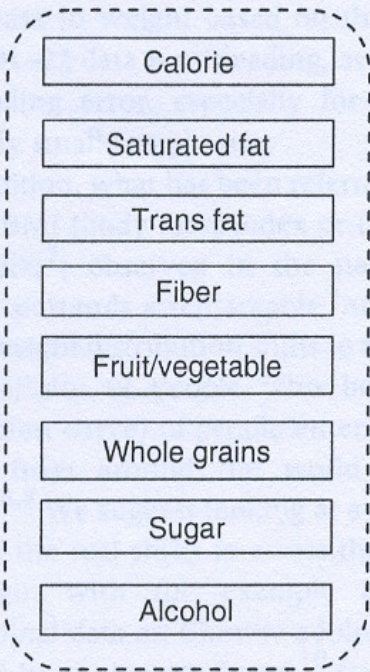 Calorie
Saturated fat
Trans fat
Fiber
Fruit/vegetable
Whole grains
Sugar
Alcohol